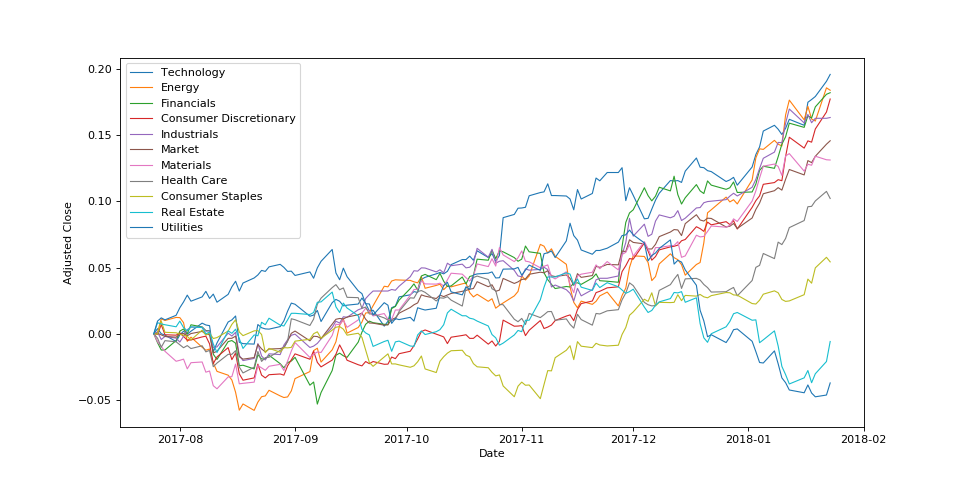 0.20
0.15
0.10
0.05
0.00
−0.05
Adjusted Close
Technology
Energy
Financials
Consumer Discretionary
Industrials
Market
Materials
Health Care
Consumer Staples
Real Estate
Utilities
2017-08 2017-09 2017-10 2017-11 2017-12 2018-01 2018-02
Date